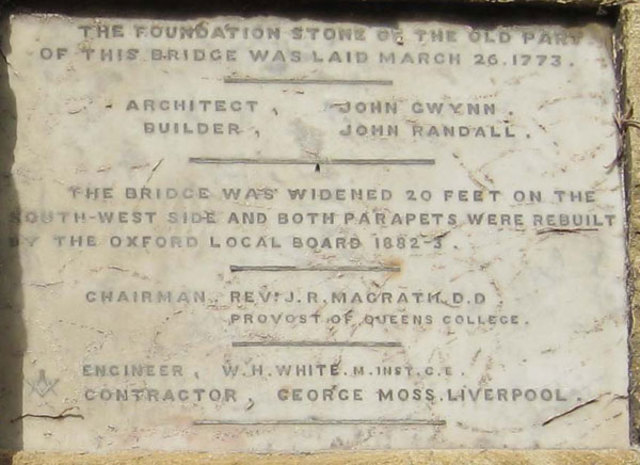 THE FOUNDATION STONE OF THE OLD PART
OF THIS BRIDGE WAS LAID MARCH 26.1773.
ARCHITECT, JOHN GWYNN.
BUILDER, JOHN RANDALL.
THE BRIDGE WAS WIDENED 20 FEET ON THE
SOUTH-WEST SIDE AND BOTH PARAPETS WERE REBUILT
BY THE OXFORD LOCAL BOARD 1882-3.
CHAIRMAN. REV: J.R. MAGRATH. D.D.
PROVOST OF QUEENS COLLEGE.
ENGINEER, W.H. WHITE. M. INST. C.E.
CONTRACTOR, GEORGE MOSS. LIVERPOOL.